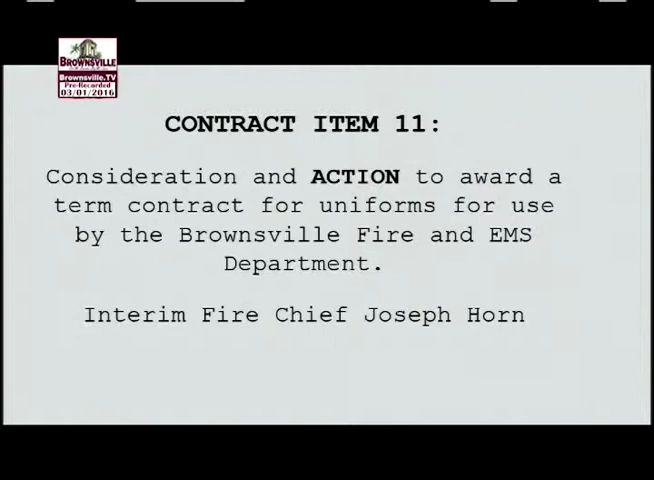 BROWNSVILLE
Brownsville.TV
Pre-Recorded
03/01/2016
CONTRACT ITEM 11:
Consideration and ACTION to award a
term contract for uniforms for use
by the Brownsville Fire and EMS
Department.
Interim Fire Chief Joseph Horn